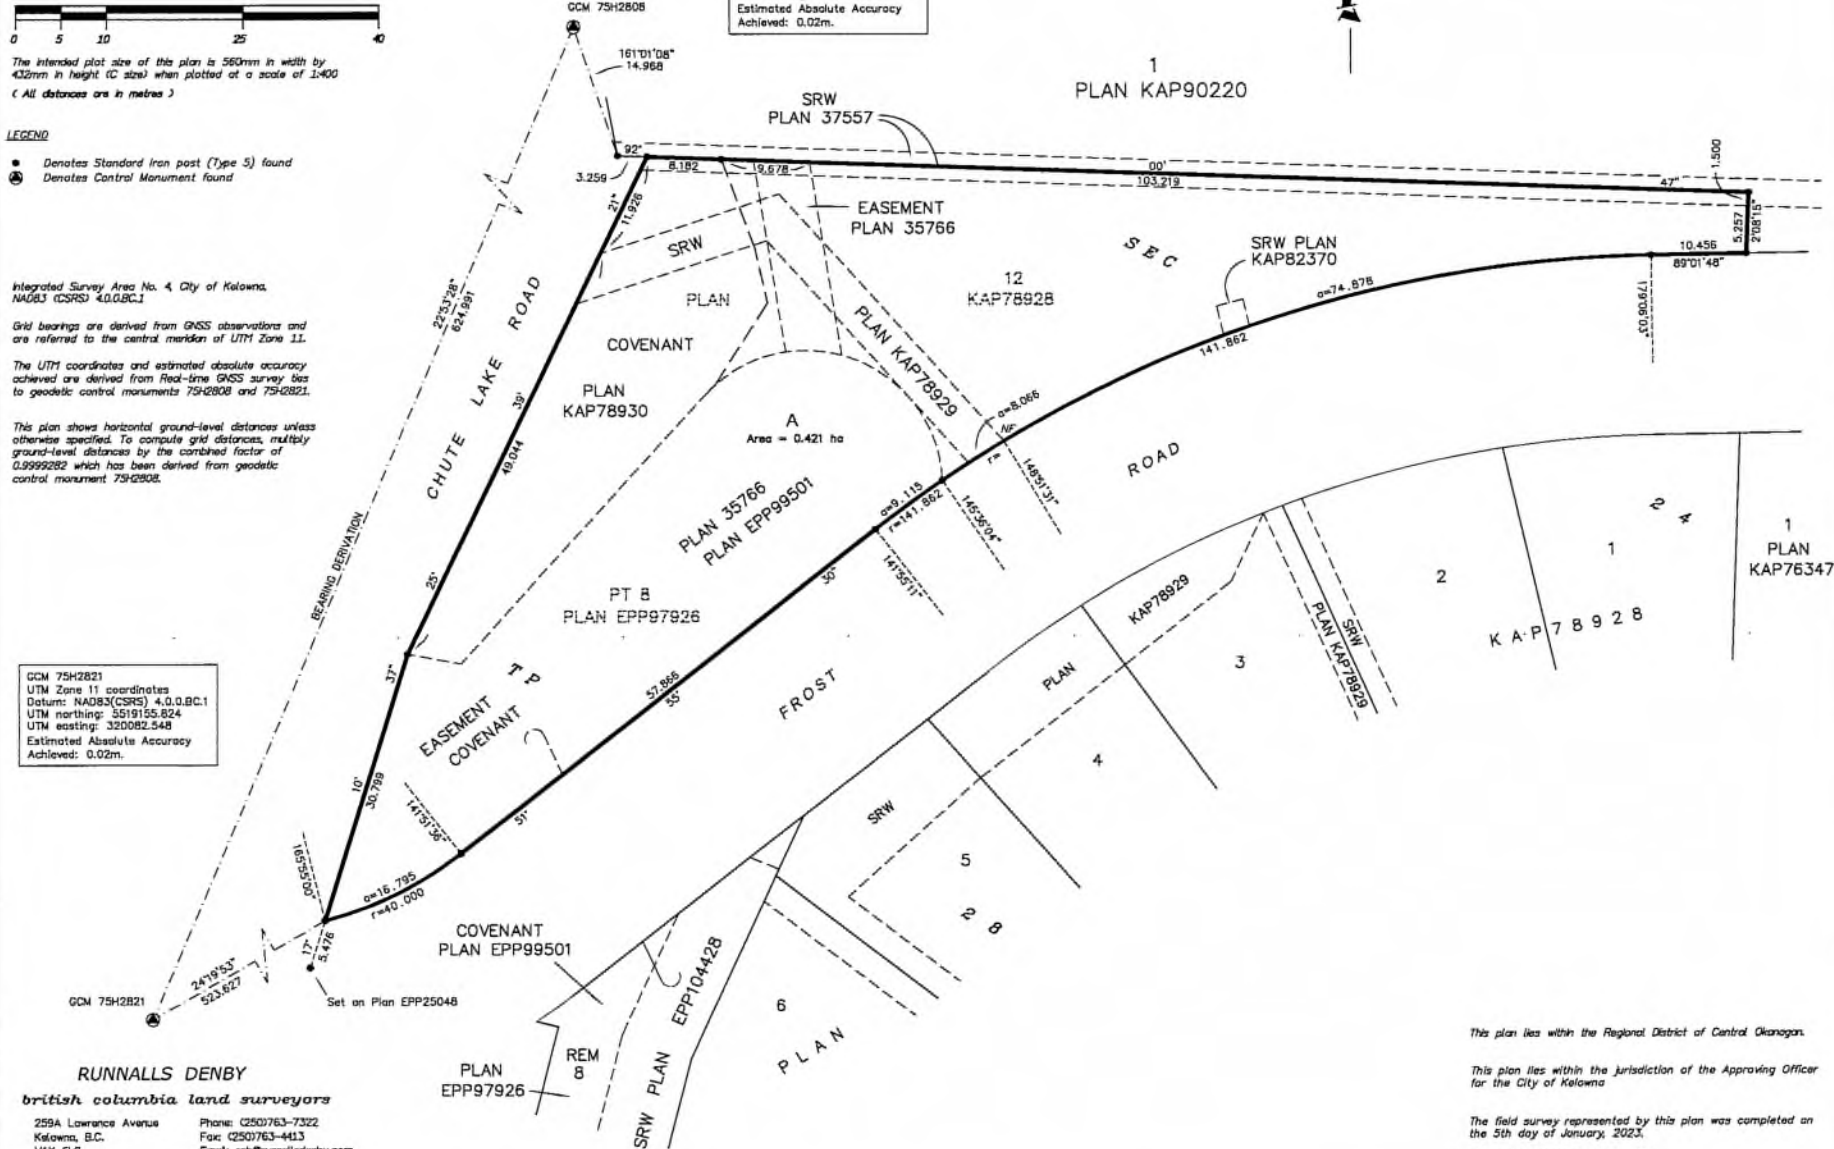 0 5 10 25 40
The intended plot size of this plan is 560mm in width by
432mm in height (C size) when plotted at a scale of 1:400
( All distances are in metres )
LEGEND
Denotes Standard Iron post (Type 5) found
Denotes Control Monument found
Integrated Survey Area No. 4, City of Kelowna,
NAD83 (CSRS) 4.0.0.BC.1
Grid bearings are derived from GNSS observations and
are referred to the central meridian of UTM Zone 11.
The UTM coordinates and estimated absolute accuracy
achieved are derived from Real-time GNSS survey ties
to geodetic control monuments 75H2808 and 75H2821.
This plan shows horizontal ground-level distances unless
otherwise specified. To compute grid distances, multiply
ground-level distances by the combined factor of
0.9999282 which has been derived from geodetic
control monument 75H2808.
GCM 75H2821
UTM Zone 11 coordinates
Datum: NAD83(CSRS) 4.0.0.BC.1
UTM northing: 5519155.824
UTM easting: 320082.548
Estimated Absolute Accuracy
Achieved: 0.02m.
GCM 75H2808
Estimated Absolute Accuracy
Achieved: 0.02m.
161°01'08"
14.968
1
PLAN KAP90220
SRW
PLAN 37557
92°
3.259
8.182
19.678
00'
103.219
47"
1.500
5.257
2°08'15"
10.456
89°01'48"
179°06'03"
21"
11.926
EASEMENT
PLAN 35766
SRW
PLAN
PLAN KAP78929
SEC
12
KAP78928
SRW PLAN
KAP82370
a=74.878
141.862
22°53'28"
624.991
CHUTE LAKE ROAD
COVENANT
PLAN
KAP78930
39'
49.044
25°
A
Area = 0.421 ha
a=8.066
NF
r=
148°51'31"
PLAN 35766
PLAN EPP99501
a=9.115
r=141.862
145°36'04"
141°55'11"
30"
PT 8
PLAN EPP97926
TP
57.866
55'
BEARING DERIVATION
37"
10'
30.799
EASEMENT
COVENANT
141°51'36"
51°
165°55'00"
a=16.795
r=40.000
17°
5.476
24°19'53"
523.627
GCM 75H2821
Set on Plan EPP25048
FROST ROAD
KAP78929
PLAN
SRW
SRW
PLAN KAP78929
2
1
24
1
PLAN
KAP76347
KAP78928
3
4
5
28
6
PLAN
COVENANT
PLAN EPP99501
SRW PLAN EPP104428
REM
8
PLAN
EPP97926
RUNNALLS DENBY
british columbia land surveyors
259A Lawrence Avenue Phone: (250)763-7322
Kelowna, B.C. Fax: (250)763-4413
This plan lies within the Regional District of Central Okanagan.
This plan lies within the jurisdiction of the Approving Officer
for the City of Kelowna
The field survey represented by this plan was completed on
the 5th day of January, 2023.